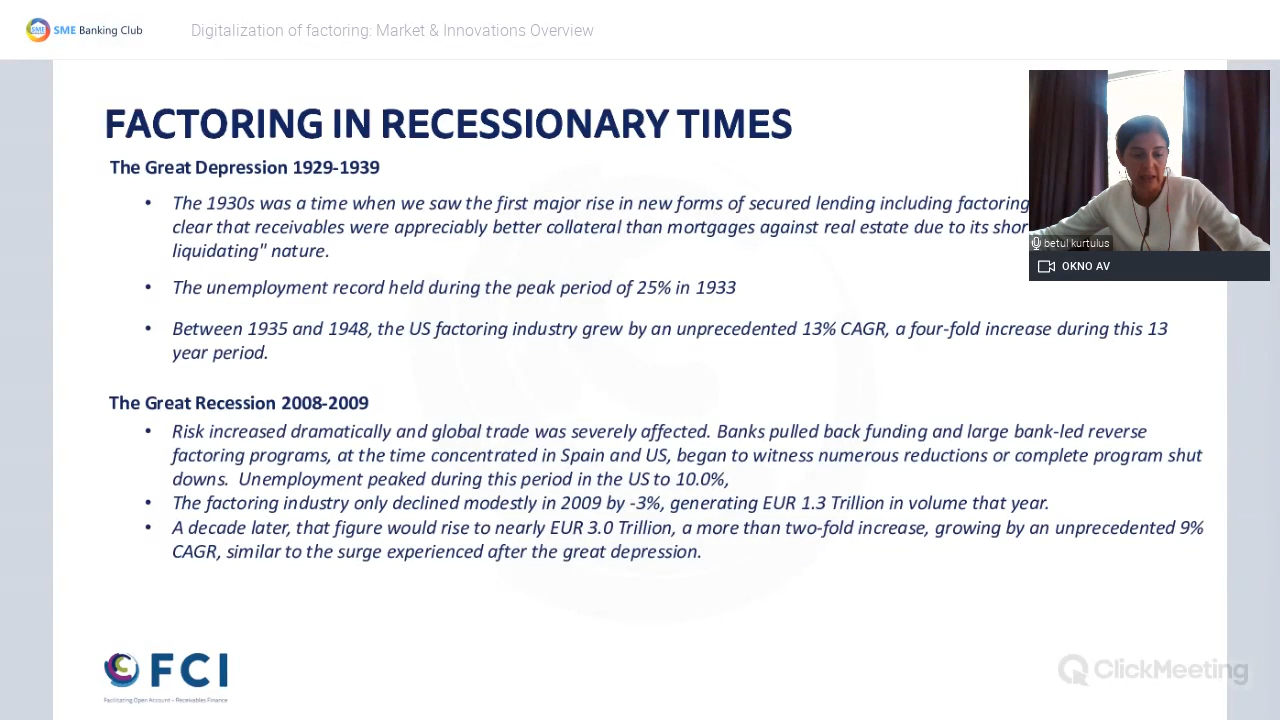 SME Banking Club
Digitalization of factoring: Market & Innovations Overview
FACTORING IN RECESSIONARY TIMES
The Great Depression 1929-1939
• The 1930s was a time when we saw the first major rise in new forms of secured lending including factoring
clear that receivables were appreciably better collateral than mortgages against real estate due to its shor
liquidating" nature.
• The unemployment record held during the peak period of 25% in 1933
• Between 1935 and 1948, the US factoring industry grew by an unprecedented 13% CAGR, a four-fold increase during this 13
year period.
The Great Recession 2008-2009
• Risk increased dramatically and global trade was severely affected. Banks pulled back funding and large bank-led reverse
factoring programs, at the time concentrated in Spain and US, began to witness numerous reductions or complete program shut
downs. Unemployment peaked during this period in the US to 10.0%,
• The factoring industry only declined modestly in 2009 by -3%, generating EUR 1.3 Trillion in volume that year.
• A decade later, that figure would rise to nearly EUR 3.0 Trillion, a more than two-fold increase, growing by an unprecedented 9%
CAGR, similar to the surge experienced after the great depression.
betul kurtulus
OKNO AV
FCI
Facilitating Open Account – Receivables Finance
ClickMeeting